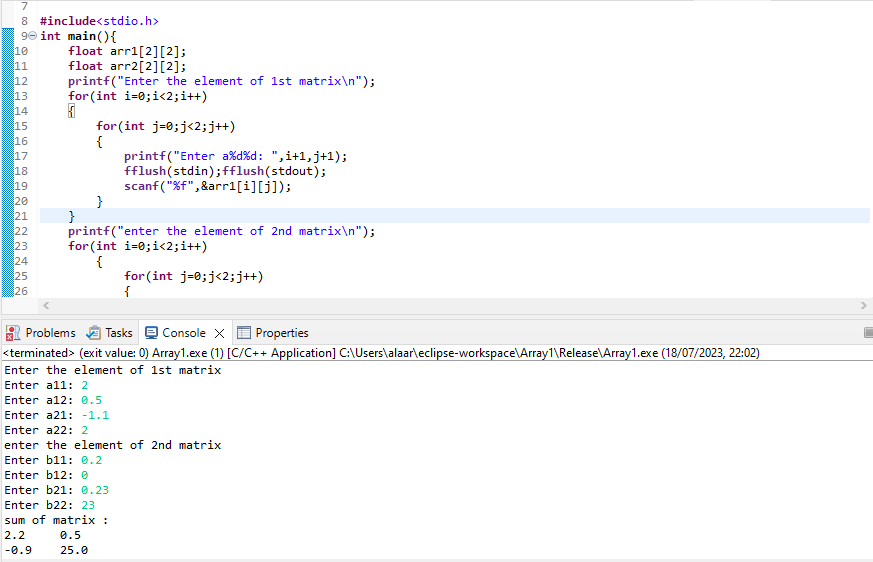 7
8 #include<stdio.h>
9 int main(){
10     float arr1[2][2];
11     float arr2[2][2];
12     printf("Enter the element of 1st matrix\n");
13     for(int i=0;i<2;i++)
14     {
15         for(int j=0;j<2;j++)
16         {
17             printf("Enter a%d%d: ",i+1,j+1);
18             fflush(stdin);fflush(stdout);
19             scanf("%f",&arr1[i][j]);
20         }
21     }
22     printf("enter the element of 2nd matrix\n");
23     for(int i=0;i<2;i++)
24         {
25             for(int j=0;j<2;j++)
26             {
Problems Tasks Console Properties
<terminated> (exit value: 0) Array1.exe (1) [C/C++ Application] C:\Users\alaar\eclipse-workspace\Array1\Release\Array1.exe (18/07/2023, 22:02)
Enter the element of 1st matrix
Enter a11: 2
Enter a12: 0.5
Enter a21: -1.1
Enter a22: 2
enter the element of 2nd matrix
Enter b11: 0.2
Enter b12: 0
Enter b21: 0.23
Enter b22: 23
sum of matrix :
2.2     0.5
-0.9    25.0